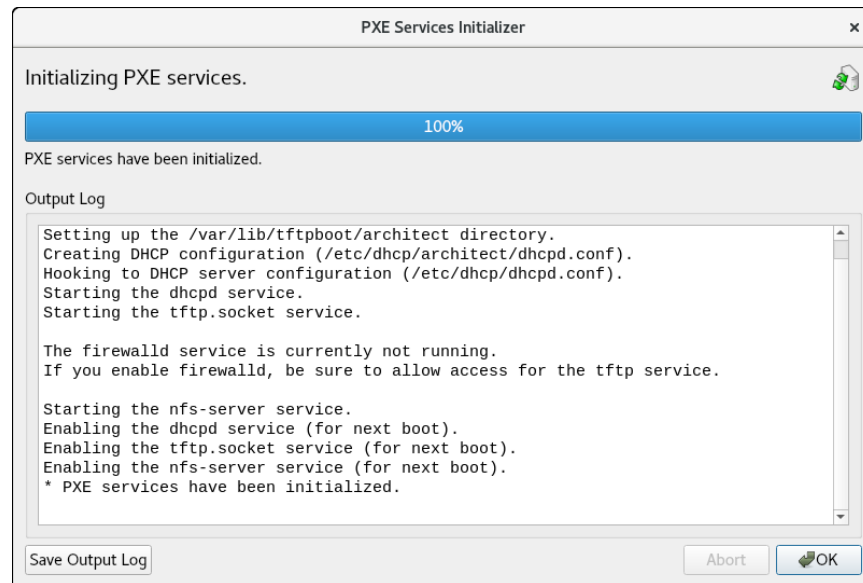 PXE Services Initializer
Initializing PXE services.
100%
PXE services have been initialized.
Output Log
Setting up the /var/lib/tftpboot/architect directory.
Creating DHCP configuration (/etc/dhcp/architect/dhcpd.conf).
Hooking to DHCP server configuration (/etc/dhcp/dhcpd.conf).
Starting the dhcpd service.
Starting the tftp.socket service.
The firewalld service is currently not running.
If you enable firewalld, be sure to allow access for the tftp service.
Starting the nfs-server service.
Enabling the dhcpd service (for next boot).
Enabling the tftp.socket service (for next boot).
Enabling the nfs-server service (for next boot).
* PXE services have been initialized.
Save Output Log
Abort
OK